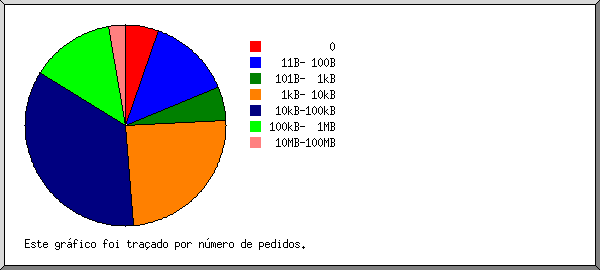 0
11B- 100B
101B- 1kB
1kB- 10kB
10kB-100kB
100kB- 1MB
10MB-100MB
Este gráfico foi traçado por número de pedidos.